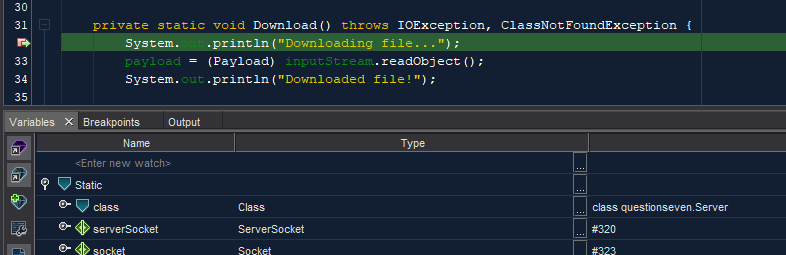 30
31 private static void Download() throws IOException, ClassNotFoundException {
System.out.println("Downloading file...");
33 payload = (Payload) inputStream.readObject();
34 System.out.println("Downloaded file!");
35
Variables Breakpoints Output
Name Type
<Enter new watch> ...
Static ...
class Class ... class questionseven.Server
serverSocket ServerSocket ... #320
socket Socket ... #323